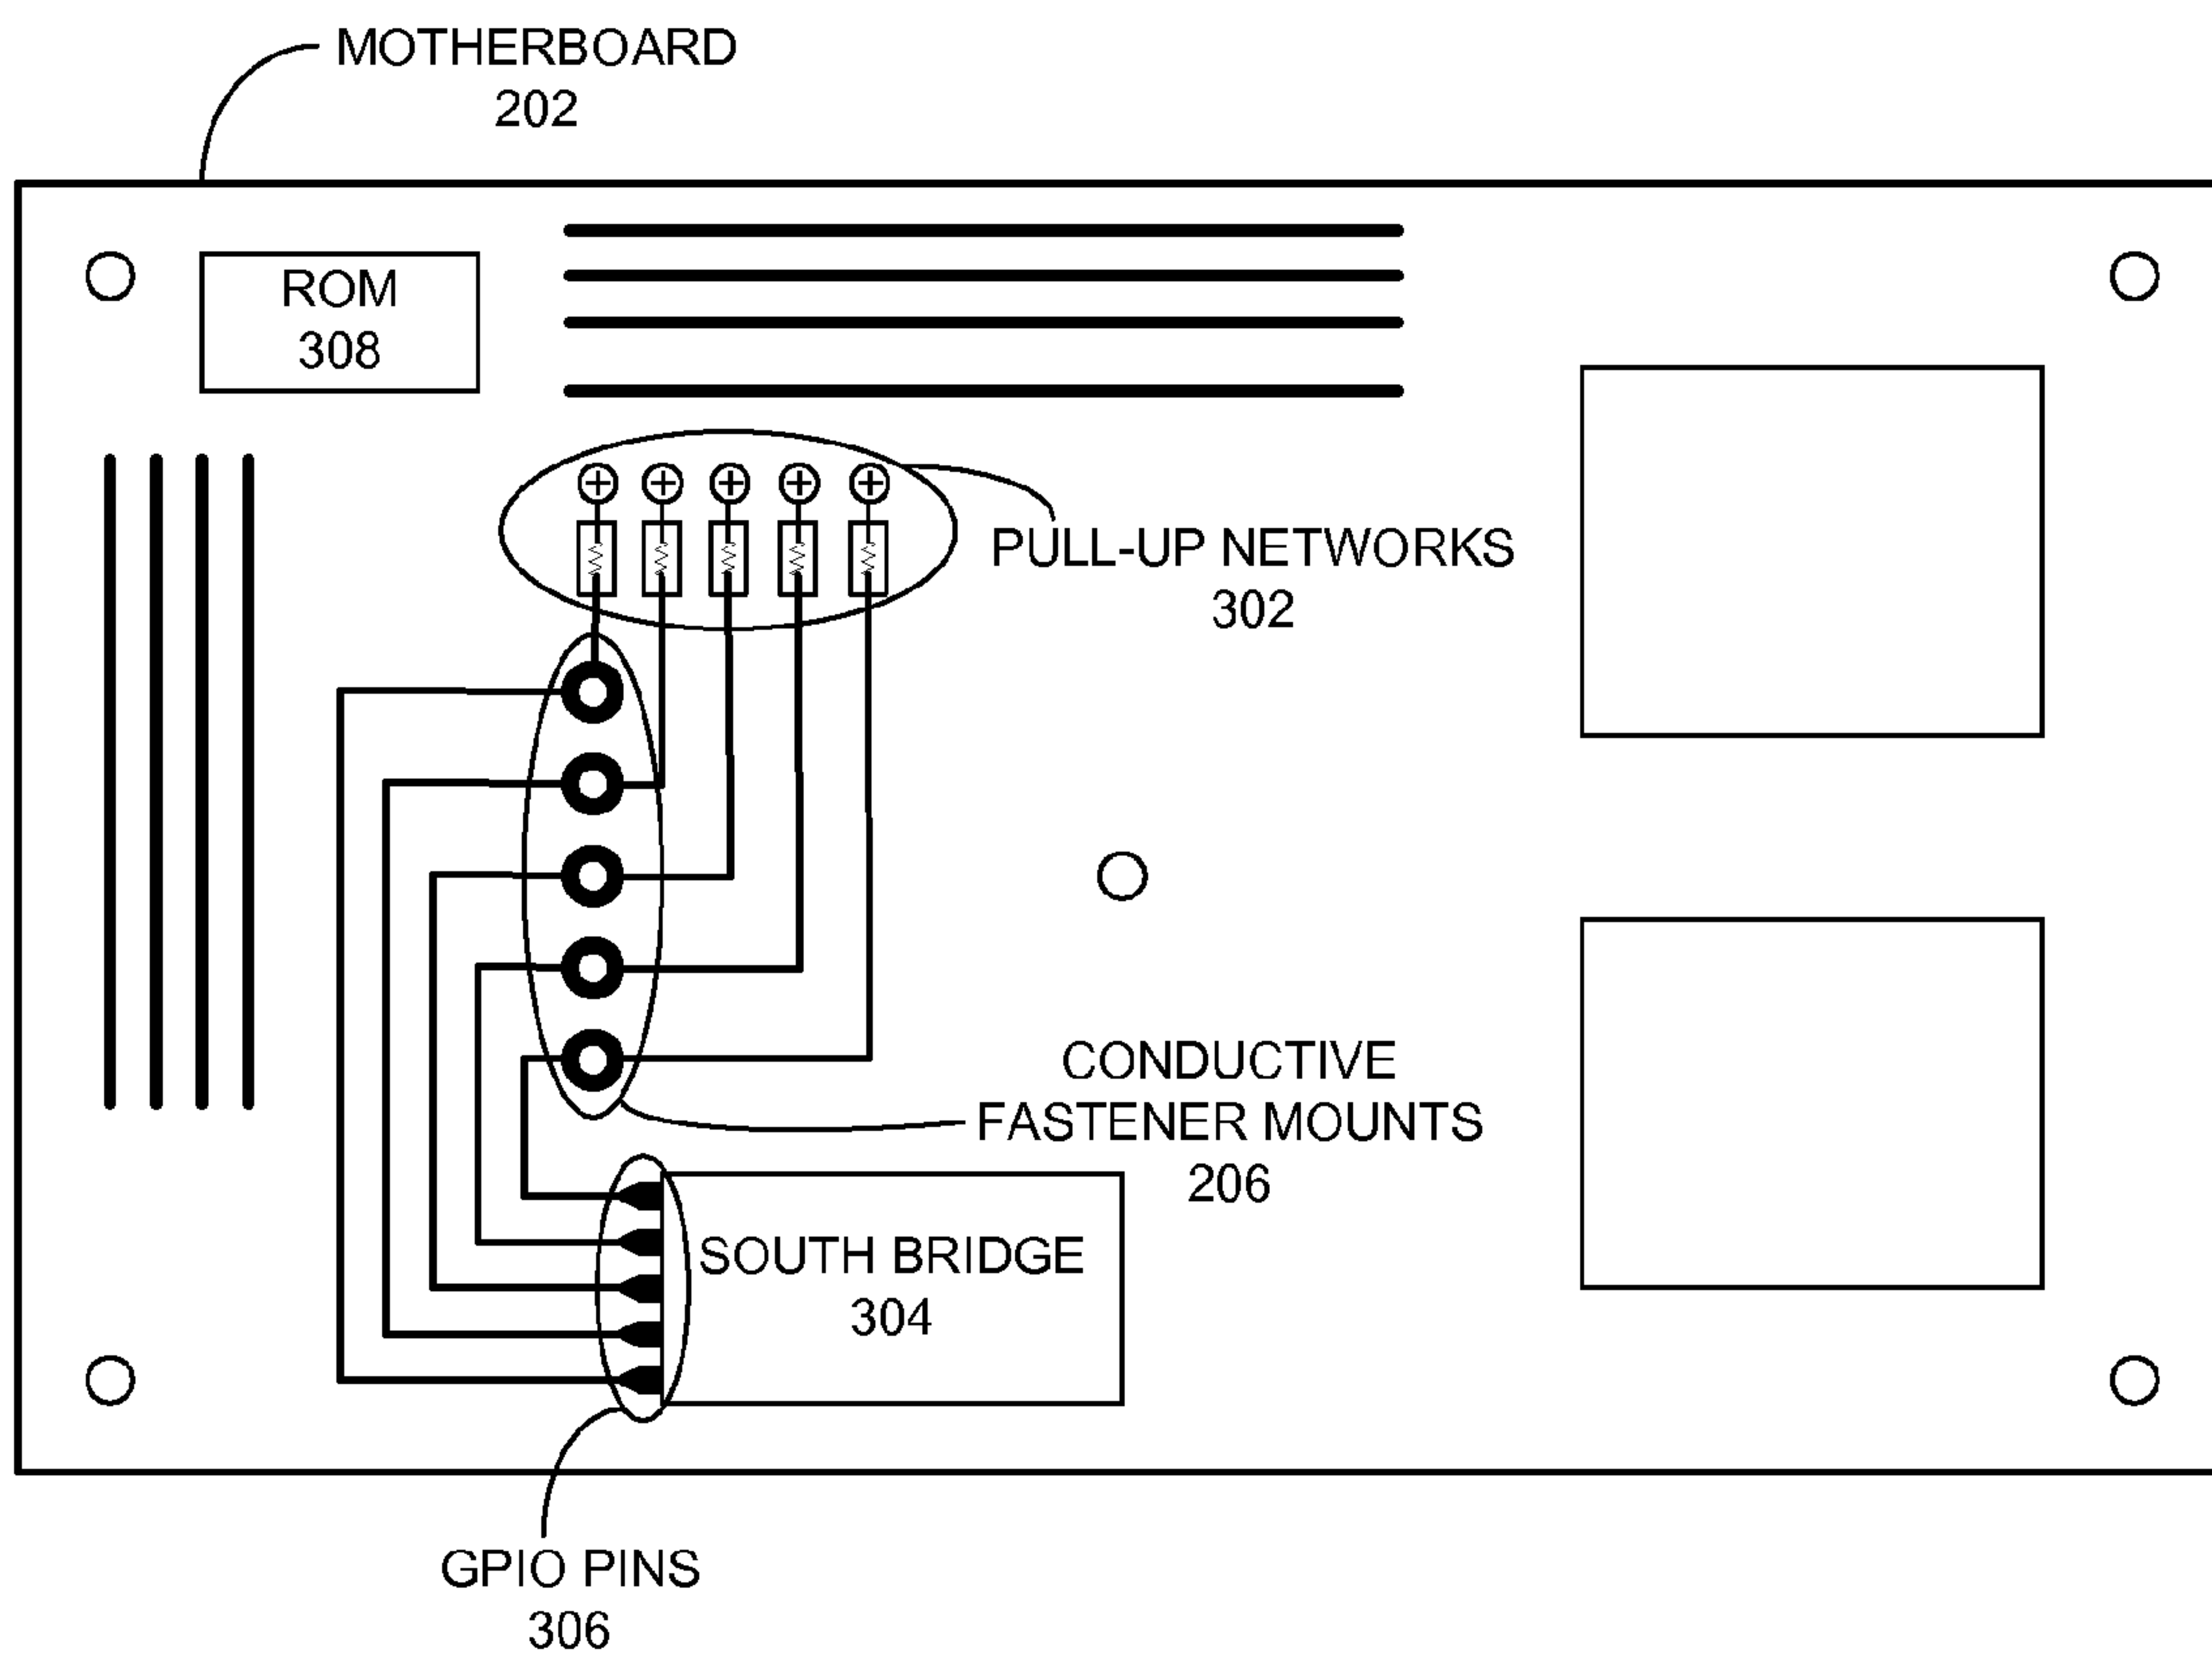 MOTHERBOARD
202
ROM
308
PULL-UP NETWORKS
302
CONDUCTIVE
FASTENER MOUNTS
206
SOUTH BRIDGE
304
GPIO PINS
306